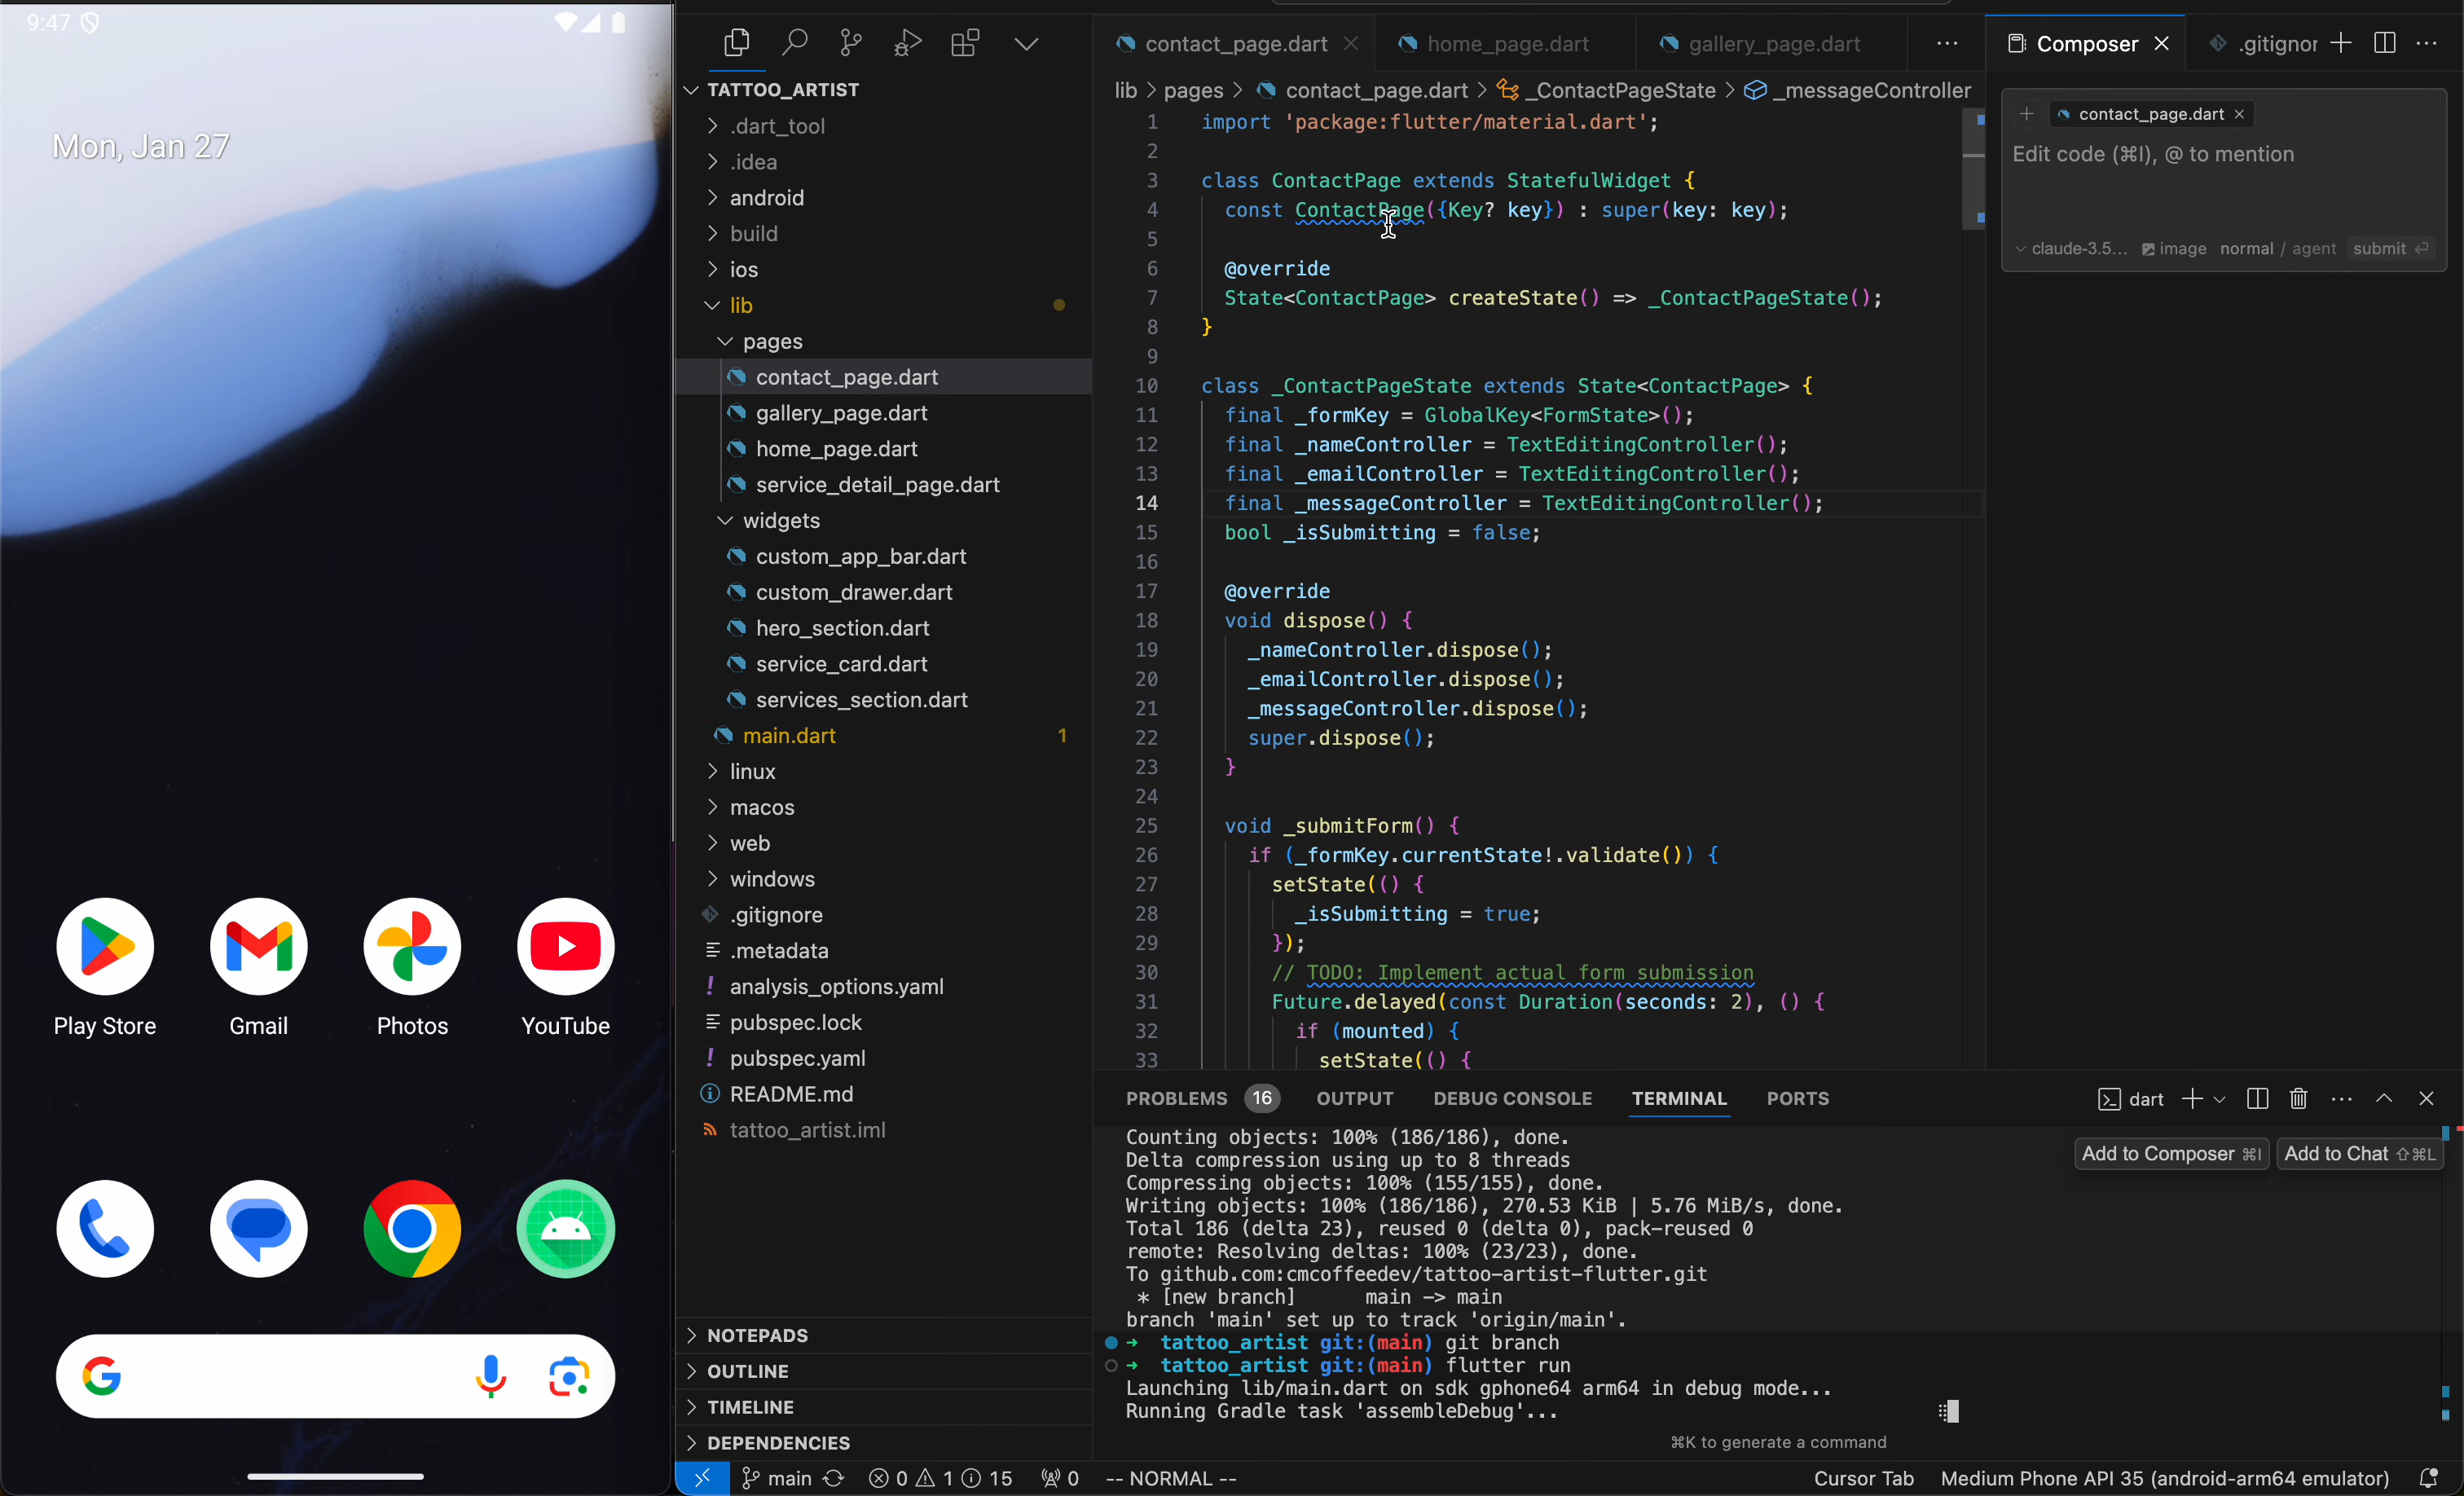 9:47
Mon, Jan 27
Play Store
Gmail
Photos
YouTube
TATTOO_ARTIST
.dart_tool
.idea
android
build
ios
lib
pages
contact_page.dart
gallery_page.dart
home_page.dart
service_detail_page.dart
widgets
custom_app_bar.dart
custom_drawer.dart
hero_section.dart
service_card.dart
services_section.dart
main.dart 1
linux
macos
web
windows
.gitignore
.metadata
analysis_options.yaml
pubspec.lock
pubspec.yaml
README.md
tattoo_artist.iml
NOTEPADS
OUTLINE
TIMELINE
DEPENDENCIES
contact_page.dart home_page.dart gallery_page.dart
lib > pages > contact_page.dart > _ContactPageState > _messageController
1 import 'package:flutter/material.dart';
2
3 class ContactPage extends StatefulWidget {
4 const ContactPage({Key? key}) : super(key: key);
5
6 @override
7 State<ContactPage> createState() => _ContactPageState();
8 }
9
10 class _ContactPageState extends State<ContactPage> {
11 final _formKey = GlobalKey<FormState>();
12 final _nameController = TextEditingController();
13 final _emailController = TextEditingController();
14 final _messageController = TextEditingController();
15 bool _isSubmitting = false;
16
17 @override
18 void dispose() {
19 _nameController.dispose();
20 _emailController.dispose();
21 _messageController.dispose();
22 super.dispose();
23 }
24
25 void _submitForm() {
26 if (_formKey.currentState!.validate()) {
27 setState(() {
28 _isSubmitting = true;
29 });
30 // TODO: Implement actual form submission
31 Future.delayed(const Duration(seconds: 2), () {
32 if (mounted) {
33 setState(() {
Composer .gitignor
contact_page.dart
Edit code (⌘I), @ to mention
claude-3.5... image normal / agent submit
PROBLEMS 16 OUTPUT DEBUG CONSOLE TERMINAL PORTS dart
Add to Composer ⌘I Add to Chat ⇧⌘L
Counting objects: 100% (186/186), done.
Delta compression using up to 8 threads
Compressing objects: 100% (155/155), done.
Writing objects: 100% (186/186), 270.53 KiB | 5.76 MiB/s, done.
Total 186 (delta 23), reused 0 (delta 0), pack-reused 0
remote: Resolving deltas: 100% (23/23), done.
To github.com:cmcoffeedev/tattoo-artist-flutter.git
* [new branch] main -> main
branch 'main' set up to track 'origin/main'.
→ tattoo_artist git:(main) git branch
→ tattoo_artist git:(main) flutter run
Launching lib/main.dart on sdk gphone64 arm64 in debug mode...
Running Gradle task 'assembleDebug'...
⌘K to generate a command
main 0 1 15 0 -- NORMAL -- Cursor Tab Medium Phone API 35 (android-arm64 emulator)